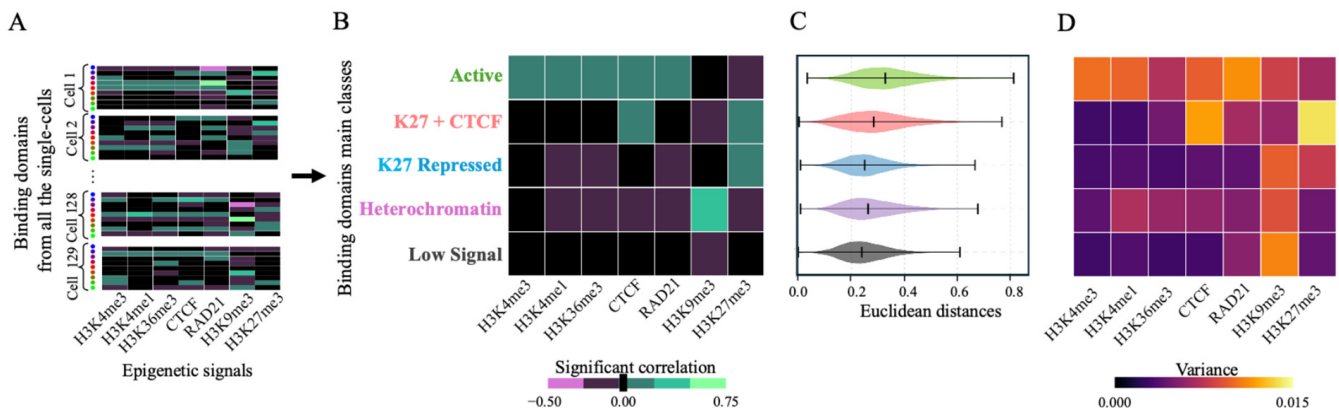 A
Binding domains
from all the single-cells
Cell 1
Cell 2
Cell 128
Cell 129
H3K4me3
H3K4me1
H3K36me3
CTCF
RAD21
H3K9me3
H3K27me3
Epigenetic signals
B
Binding domains main classes
Active
K27 + CTCF
K27 Repressed
Heterochromatin
Low Signal
H3K4me3
H3K4me1
H3K36me3
CTCF
RAD21
H3K9me3
H3K27me3
Significant correlation
−0.50 0.00 0.75
C
0.0 0.2 0.4 0.6 0.8
Euclidean distances
D
H3K4me3
H3K4me1
H3K36me3
CTCF
RAD21
H3K9me3
H3K27me3
Variance
0.000 0.015